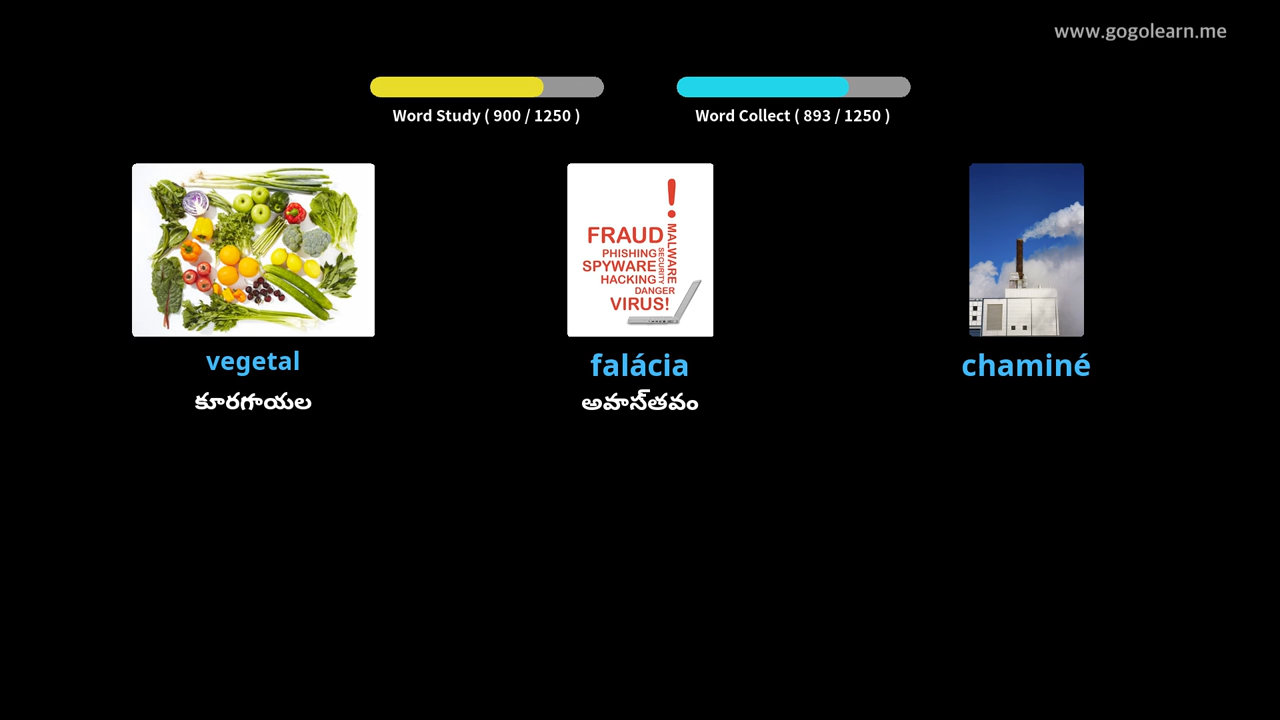 www.gogolearn.me
Word Study ( 900 / 1250 )
Word Collect ( 893 / 1250 )
FRAUD
PHISHING
SPYWARE
HACKING
DANGER
VIRUS!
MALWARE
SECURITY
!
vegetal
falácia
chaminé
కూరగాయల
అవాస్తవం